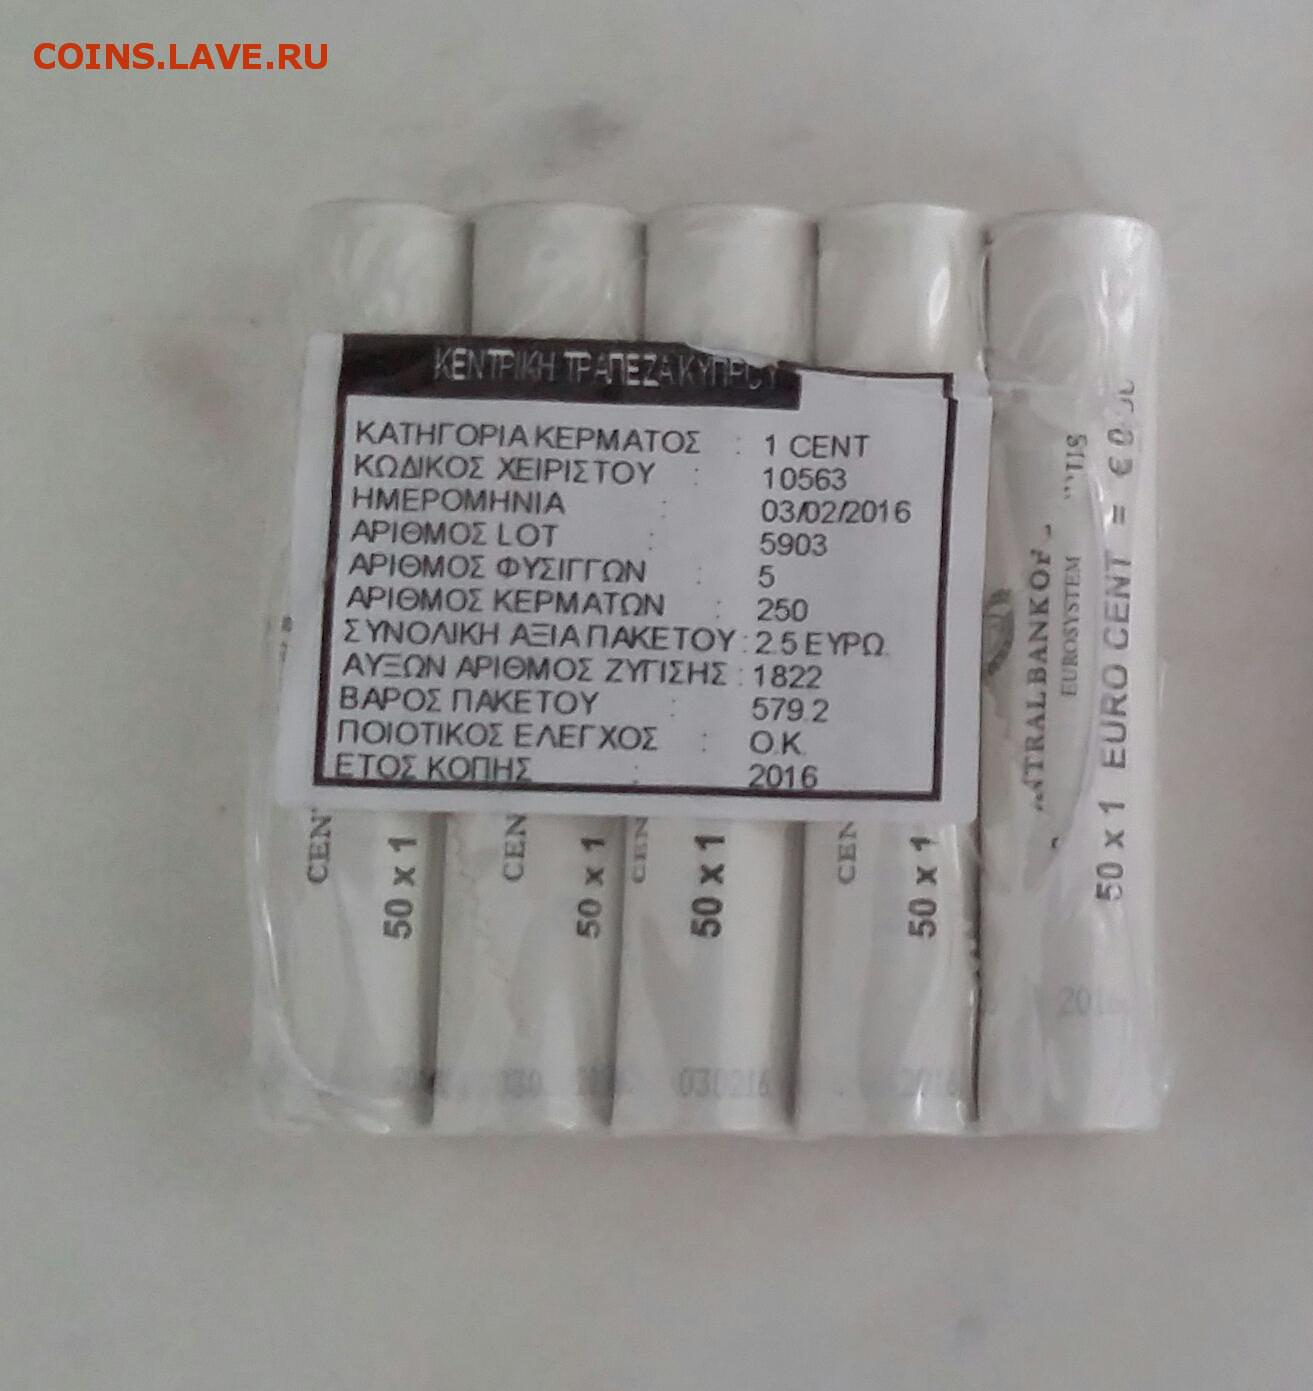 COINS.LAVE.RU
ΚΕΝΤΡΙΚΗ ΤΡΑΠΕΖΑ ΚΥΠΡΟΥ
ΚΑΤΗΓΟΡΙΑ ΚΕΡΜΑΤΟΣ : 1 CENT
ΚΩΔΙΚΟΣ ΧΕΙΡΙΣΤΟΥ : 10563
ΗΜΕΡΟΜΗΝΙΑ : 03/02/2016
ΑΡΙΘΜΟΣ LOT : 5903
ΑΡΙΘΜΟΣ ΦΥΣΙΓΓΩΝ : 5
ΑΡΙΘΜΟΣ ΚΕΡΜΑΤΩΝ : 250
ΣΥΝΟΛΙΚΗ ΑΞΙΑ ΠΑΚΕΤΟΥ : 2.5 ΕΥΡΩ
ΑΥΞΩΝ ΑΡΙΘΜΟΣ ΖΥΓΙΣΗΣ : 1822
ΒΑΡΟΣ ΠΑΚΕΤΟΥ : 579.2
ΠΟΙΟΤΙΚΟΣ ΕΛΕΓΧΟΣ : Ο.Κ.
ΕΤΟΣ ΚΟΠΗΣ : 2016
CEN
50 x 1
CEN
50 x 1
CEN
50 x 1
CEN
50 x 1
NTRAL BANK OF
EUROSYSTEM
50 x 1 EURO CENT = €
030216